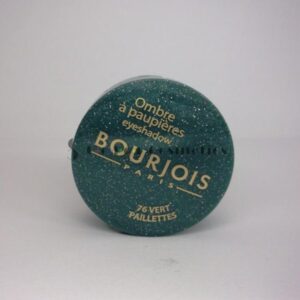 Ombre
à paupières
eyeshadow
BOURJOIS
PARIS
76 VERT
PAILLETTES